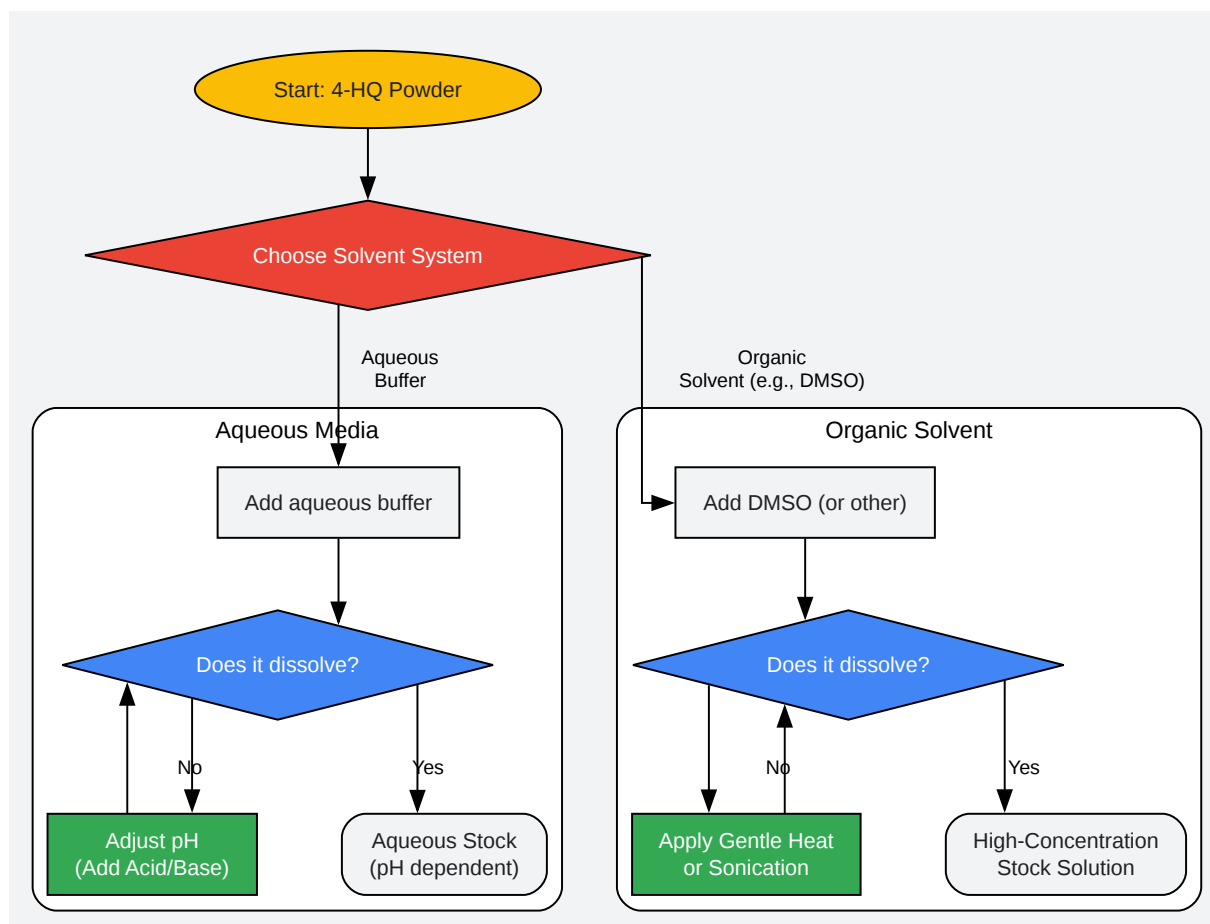 Start: 4-HQ Powder
Choose Solvent System
Aqueous
Buffer
Organic
Solvent (e.g., DMSO)
Aqueous Media
Add aqueous buffer
Does it dissolve?
No
Yes
Adjust pH
(Add Acid/Base)
Aqueous Stock
(pH dependent)
Organic Solvent
Add DMSO (or other)
Does it dissolve?
No
Yes
Apply Gentle Heat
or Sonication
High-Concentration
Stock Solution